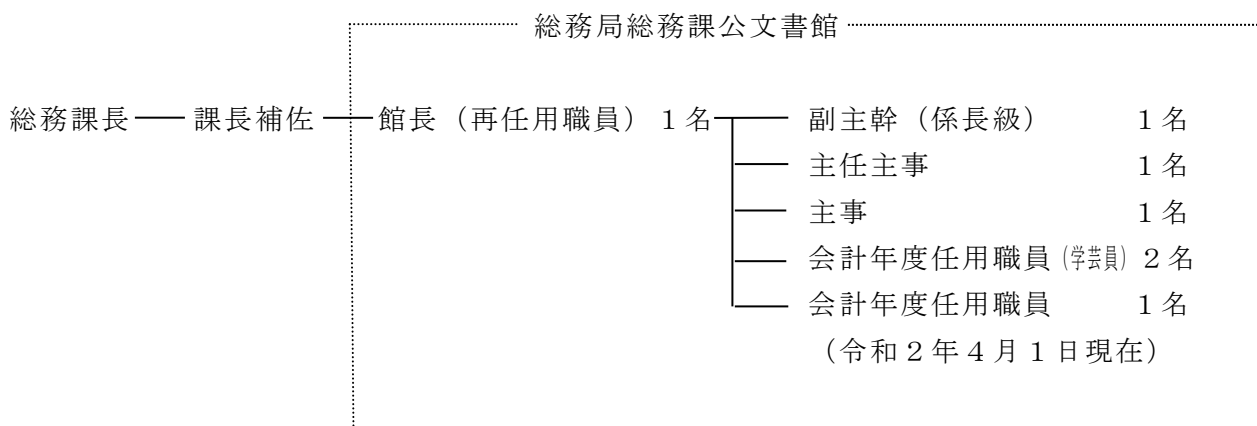 総務局総務課公文書館
総務課長 課長補佐 館長（再任用職員）１名 副主幹（係長級） １名
主任主事 １名
主事 １名
会計年度任用職員（学芸員）２名
会計年度任用職員 １名
（令和２年４月１日現在）